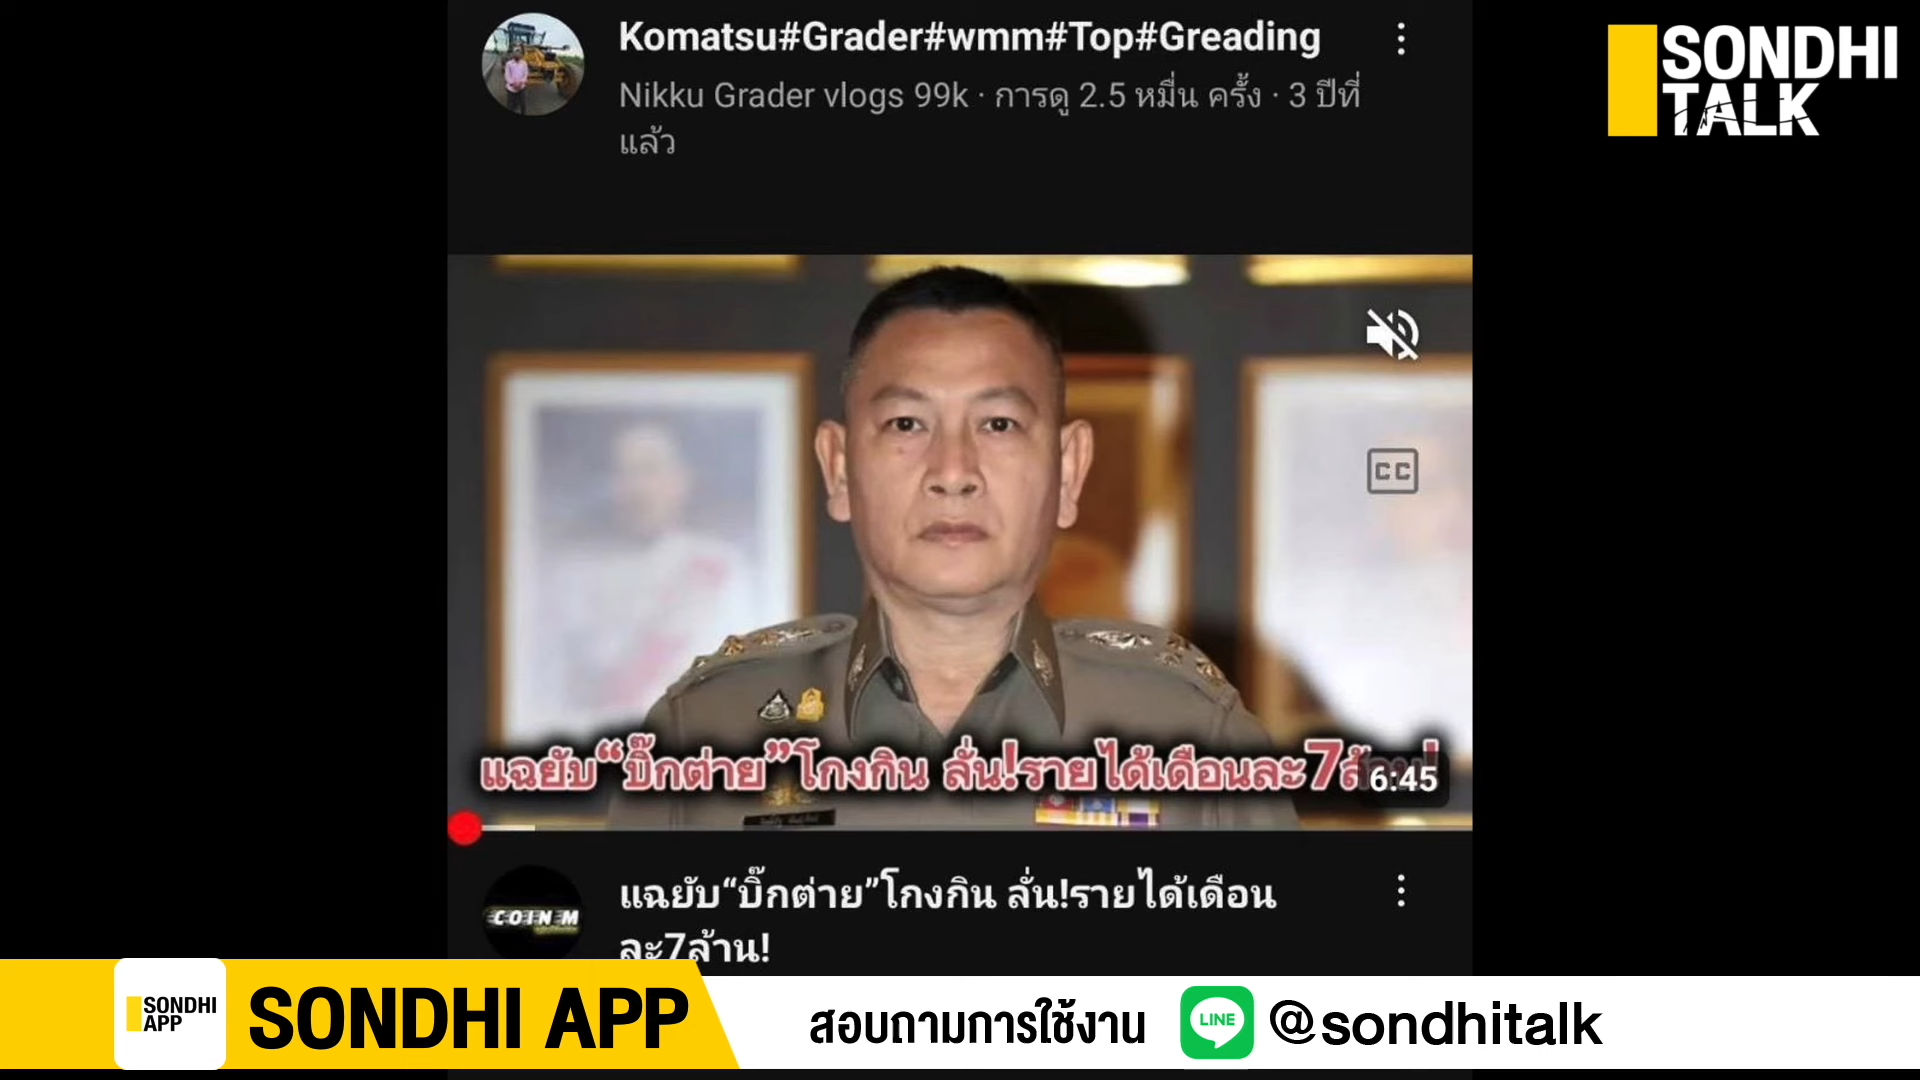 Komatsu#Grader#wmm#Top#Greading
Nikku Grader vlogs 99k · การดู 2.5 หมื่น ครั้ง · 3 ปีที่
แล้ว
SONDHI
TALK
CC
แฉยับ“บิ๊กต่าย”โกงกิน ลั่น!รายได้เดือนละ7
6:45
COINM
แฉยับ“บิ๊กต่าย”โกงกิน ลั่น!รายได้เดือน
ละ7ล้าน!
SONDHI
APP
SONDHI APP
สอบถามการใช้งาน
LINE
@sondhitalk